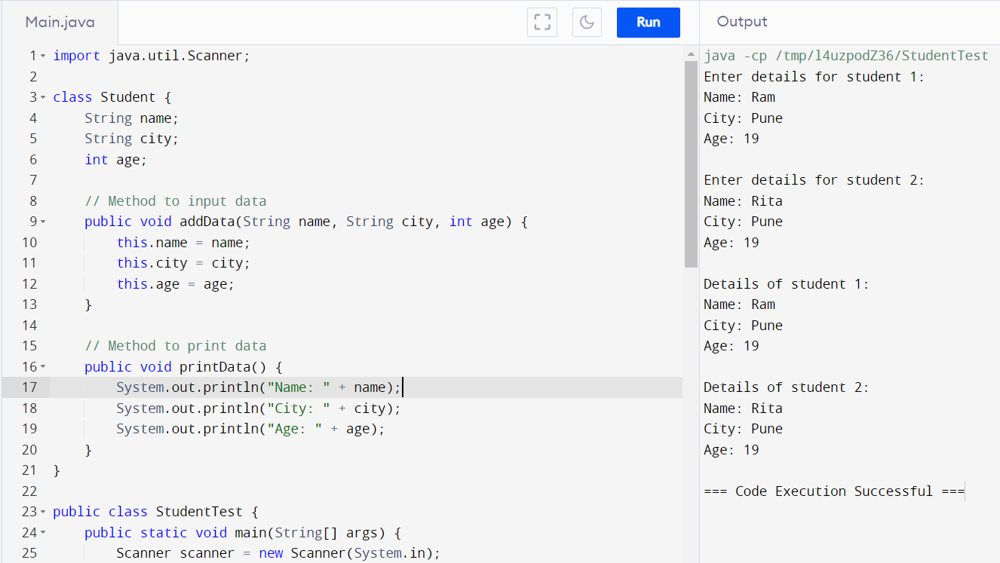 Main.java
Run
Output
1 import java.util.Scanner;
2
3 class Student {
4 String name;
5 String city;
6 int age;
7
8 // Method to input data
9 public void addData(String name, String city, int age) {
10 this.name = name;
11 this.city = city;
12 this.age = age;
13 }
14
15 // Method to print data
16 public void printData() {
17 System.out.println("Name: " + name);
18 System.out.println("City: " + city);
19 System.out.println("Age: " + age);
20 }
21 }
22
23 public class StudentTest {
24 public static void main(String[] args) {
25 Scanner scanner = new Scanner(System.in);
java -cp /tmp/l4uzpodZ36/StudentTest
Enter details for student 1:
Name: Ram
City: Pune
Age: 19
Enter details for student 2:
Name: Rita
City: Pune
Age: 19
Details of student 1:
Name: Ram
City: Pune
Age: 19
Details of student 2:
Name: Rita
City: Pune
Age: 19
=== Code Execution Successful ===